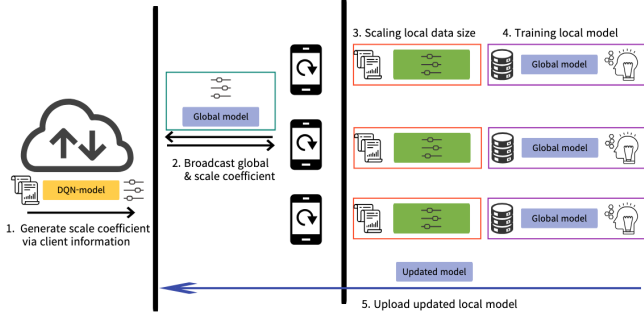 3. Scaling local data size
4. Training local model
Global model
Global model
2. Broadcast global
& scale coefficient
Global model
DQN-model
1. Generate scale coefficient
via client information
Global model
Updated model
5. Upload updated local model